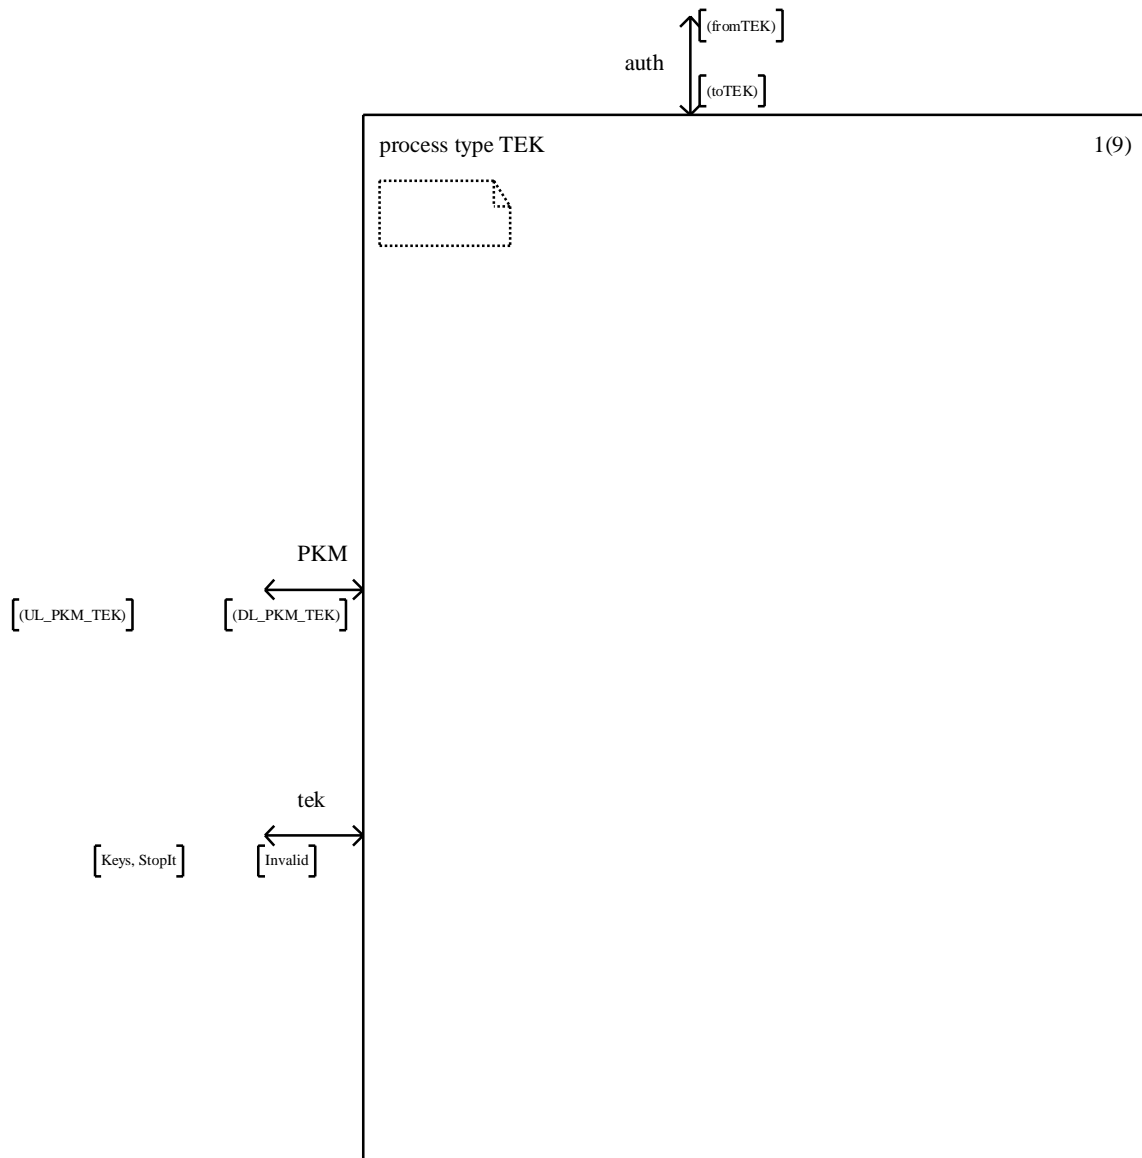 (fromTEK)
auth
(toTEK)
process type TEK 1(9)
PKM
(UL_PKM_TEK) (DL_PKM_TEK)
tek
Keys, StopIt Invalid